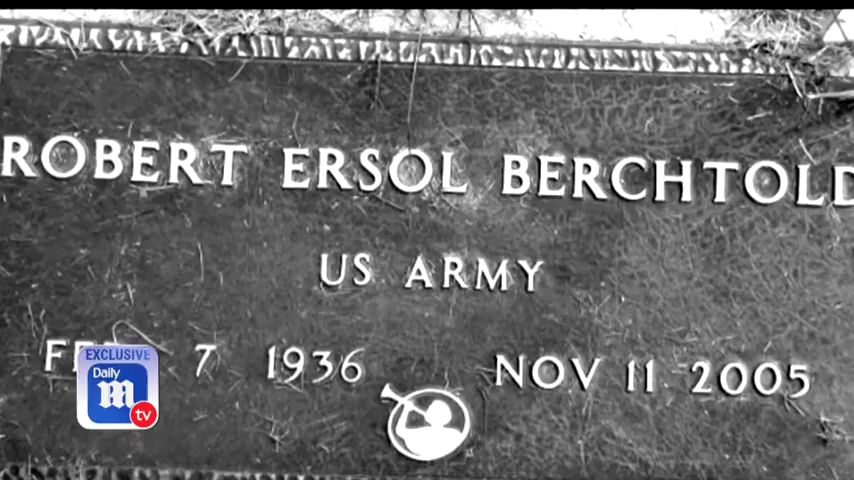 ROBERT ERSOL BERCHTOLD
US ARMY
7 1936 NOV 11 2005
EXCLUSIVE
Daily
M
tv